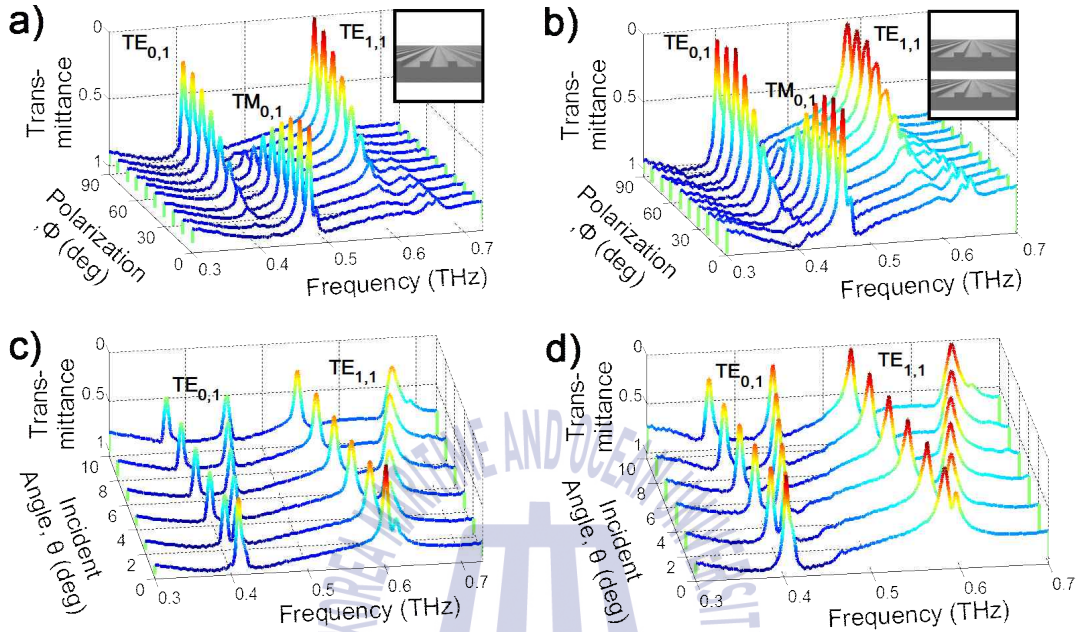 a)
0
0.5
1
Trans-
mittance
TE0,1
TE1,1
TM0,1
90
60
30
0
Polarization
, Φ (deg)
0.3
0.4
0.5
0.6
0.7
Frequency (THz)
b)
0
0.5
1
Trans-
mittance
TE0,1
TE1,1
TM0,1
90
60
30
0
Polarization
, Φ (deg)
0.3
0.4
0.5
0.6
0.7
Frequency (THz)
c)
0
0.5
1
Trans-
mittance
TE0,1
TE1,1
10
8
6
4
2
0
Incident
Angle, θ (deg)
0.3
0.4
0.5
0.6
0.7
Frequency (THz)
d)
0
0.5
1
Trans-
mittance
TE0,1
TE1,1
10
8
6
4
2
0
Incident
Angle, θ (deg)
0.3
0.4
0.5
0.6
0.7
Frequency (THz)
AND OCEAN